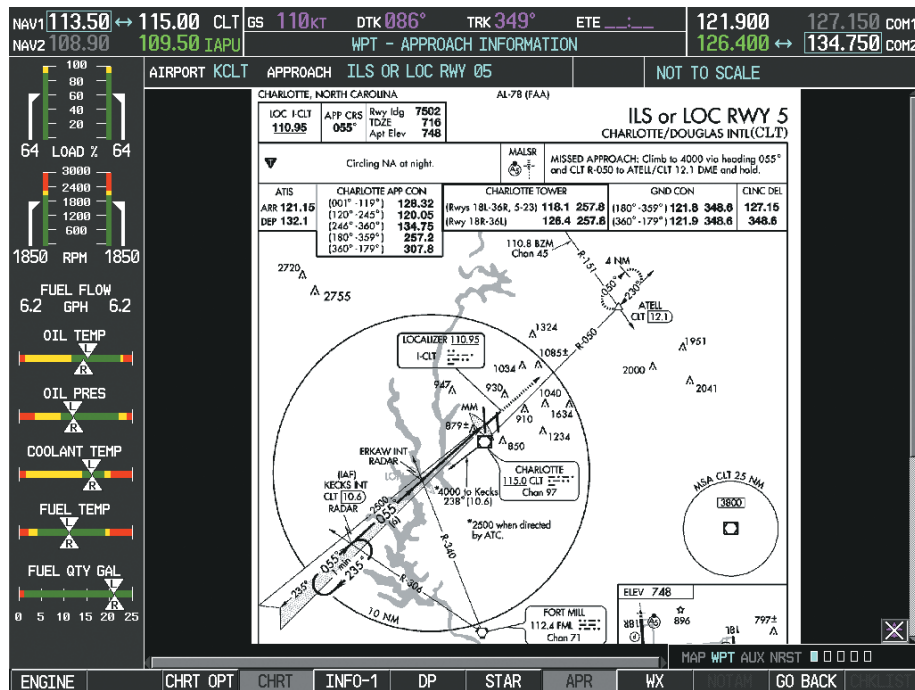 NAV1 113.50 ↔ 115.00 CLT
NAV2 108.90 109.50 IAPU
GS 110KT DTK 086° TRK 349° ETE __:__
WPT - APPROACH INFORMATION
121.900 127.150 COM1
126.400 ↔ 134.750 COM2
AIRPORT KCLT APPROACH ILS OR LOC RWY 05 NOT TO SCALE
100
80
60
40
20
64 LOAD % 64
3000
2400
1800
1200
600
1850 RPM 1850
FUEL FLOW
6.2 GPH 6.2
OIL TEMP
L
R
OIL PRES
L
R
COOLANT TEMP
L
R
FUEL TEMP
L
R
FUEL QTY GAL
L
R
0 5 10 15 20 25
CHARLOTTE, NORTH CAROLINA
AL-78 (FAA)
LOC I-CLT
110.95
APP CRS
055°
Rwy ldg 7502
TDZE 716
Apt Elev 748
ILS or LOC RWY 5
CHARLOTTE/DOUGLAS INTL (CLT)
Circling NA at night.
MALSR
MISSED APPROACH: Climb to 4000 via heading 055°
and CLT R-050 to ATELL/CLT 12.1 DME and hold.
ATIS
ARR 121.15
DEP 132.1
CHARLOTTE APP CON
(001°-119°) 128.32
(120°-245°) 120.05
(246°-360°) 134.75
(180°-359°) 257.2
(360°-179°) 307.8
CHARLOTTE TOWER
(Rwys 18L-36R, 5-23) 118.1 257.8
(Rwy 18R-36L) 126.4 257.8
GND CON
(180°-359°) 121.8 348.6
(360°-179°) 121.9 348.6
CLNC DEL
127.15
348.6
110.8 BZM
Chan 45
R-151
4 NM
050°
230°
ATELL
CLT 12.1
2720
2755
R-050
LOCALIZER 110.95
I-CLT
1324
1085±
1034
1951
2000
2041
947
930
1040
1634
910
MM
879±
850
1234
ERKAW INT
RADAR
(IAF)
KECKS INT
CLT 10.6
RADAR
CHARLOTTE
115.0 CLT
Chan 97
*4000 to Kecks
238° (10.6)
*2500 when directed
by ATC.
2500
055°
(6)
055°
1 min
235°
235°
R-340
R-306
10 NM
MSA CLT 25 NM
3800
FORT MILL
112.4 FML
Chan 71
ELEV 748
896
797±
18R
18L
MAP WPT AUX NRST
ENGINE CHRT OPT CHRT INFO-1 DP STAR APR WX NOTAM GO BACK CHKLIST